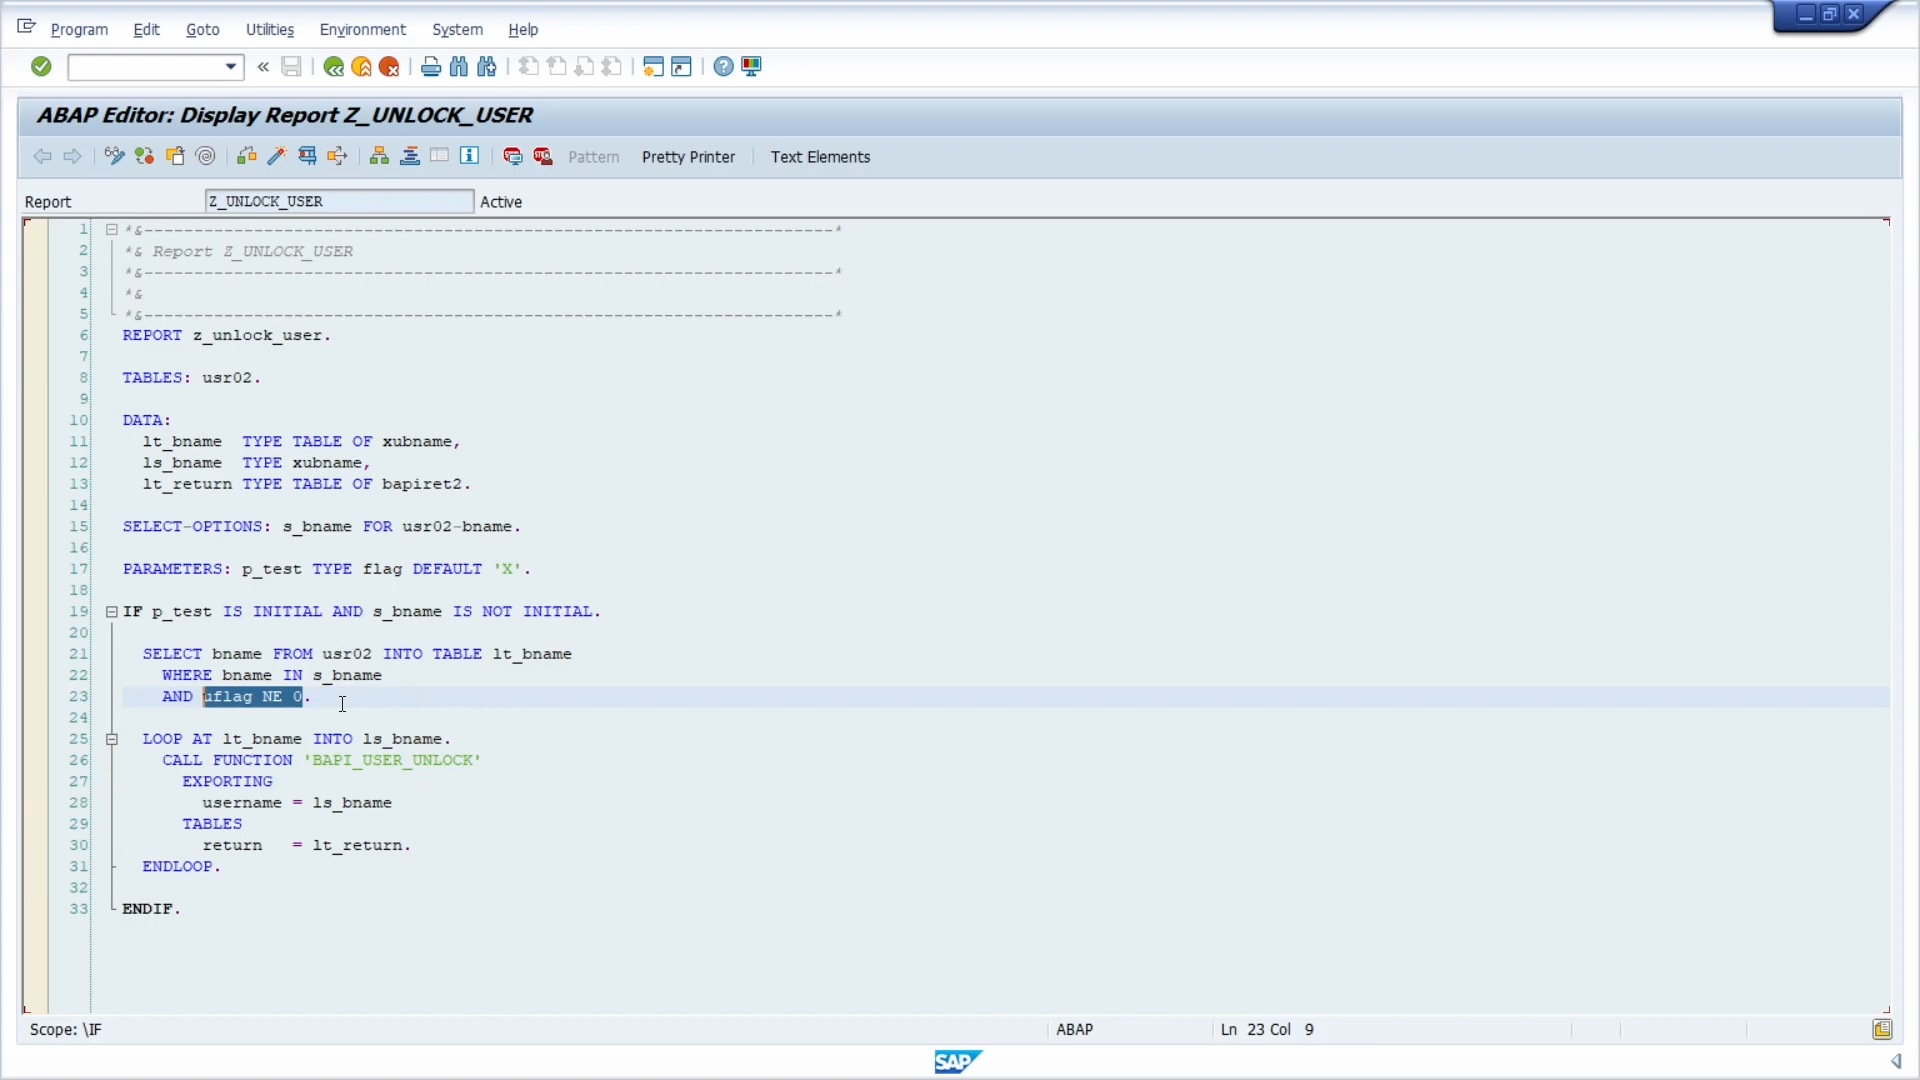 Program Edit Goto Utilities Environment System Help
ABAP Editor: Display Report Z_UNLOCK_USER
Pattern Pretty Printer Text Elements
Report Z_UNLOCK_USER Active
1 *&---------------------------------------------------------------------*
2 *& Report Z_UNLOCK_USER
3 *&---------------------------------------------------------------------*
4 *&
5 *&---------------------------------------------------------------------*
6 REPORT z_unlock_user.
7
8 TABLES: usr02.
9
10 DATA:
11 lt_bname TYPE TABLE OF xubname,
12 ls_bname TYPE xubname,
13 lt_return TYPE TABLE OF bapiret2.
14
15 SELECT-OPTIONS: s_bname FOR usr02-bname.
16
17 PARAMETERS: p_test TYPE flag DEFAULT 'X'.
18
19 IF p_test IS INITIAL AND s_bname IS NOT INITIAL.
20
21 SELECT bname FROM usr02 INTO TABLE lt_bname
22 WHERE bname IN s_bname
23 AND uflag NE 0.
24
25 LOOP AT lt_bname INTO ls_bname.
26 CALL FUNCTION 'BAPI_USER_UNLOCK'
27 EXPORTING
28 username = ls_bname
29 TABLES
30 return = lt_return.
31 ENDLOOP.
32
33 ENDIF.
Scope: \IF ABAP Ln 23 Col 9
SAP